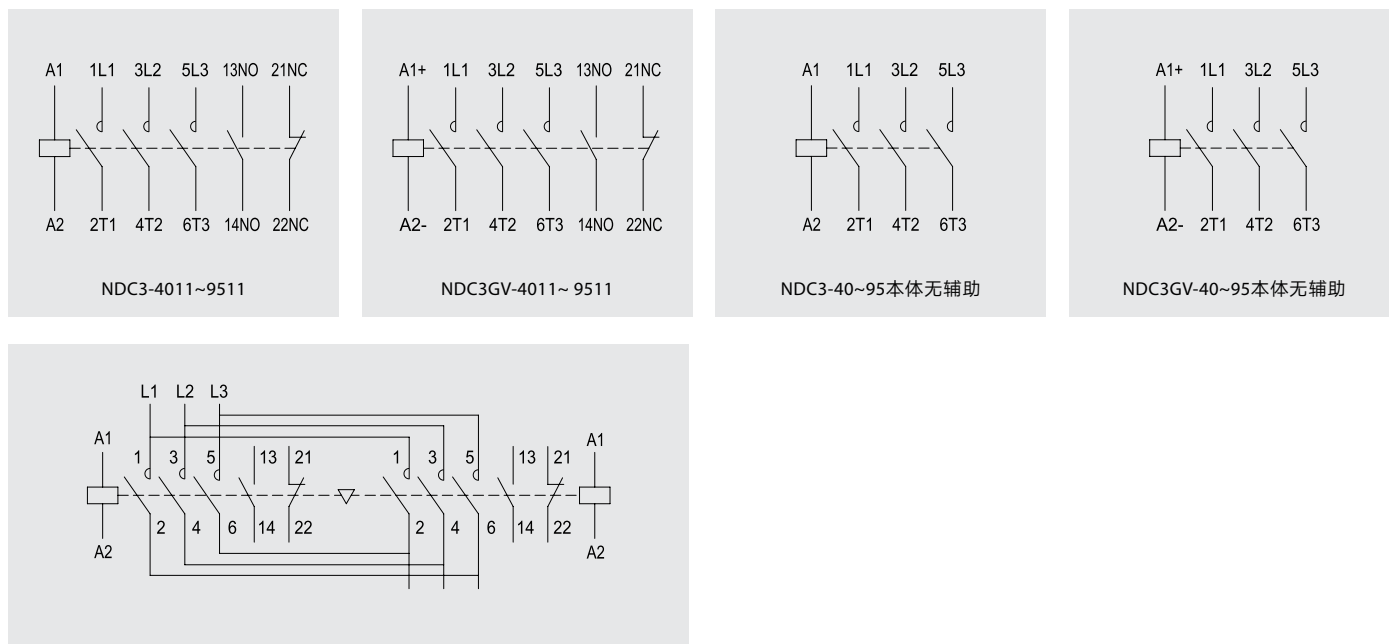 A1 1L1 3L2 5L3 13NO 21NC
A2 2T1 4T2 6T3 14NO 22NC
NDC3-4011~9511
A1+ 1L1 3L2 5L3 13NO 21NC
A2- 2T1 4T2 6T3 14NO 22NC
NDC3GV-4011~ 9511
A1 1L1 3L2 5L3
A2 2T1 4T2 6T3
NDC3-40~95本体无辅助
A1+ 1L1 3L2 5L3
A2- 2T1 4T2 6T3
NDC3GV-40~95本体无辅助
L1 L2 L3
A1 A1
1 3 5 13 21 1 3 5 13 21
2 4 6 14 22 2 4 6 14 22
A2 A2